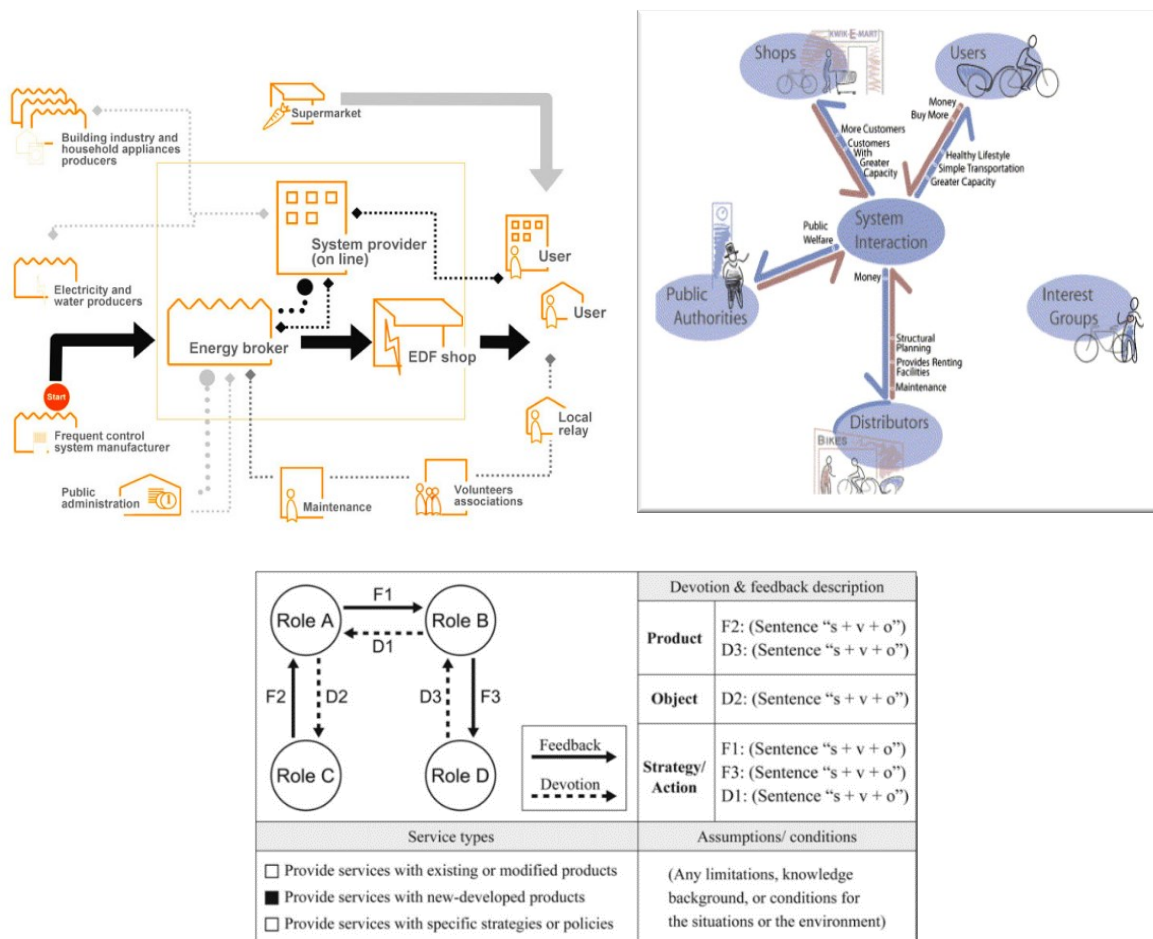 Supermarket
Building industry and
household appliances
producers
System provider
(on line)
User
User
Electricity and
water producers
Energy broker
EDF shop
Start
Frequent control
system manufacturer
Local
relay
Public
administration
Maintenance
Volunteers
associations
KWIK-E-MART
Shops
Users
Money
Buy More
More Customers
Customers
With
Greater
Capacity
Healthy Lifestyle
Simple Transportation
Greater Capacity
System
Interaction
Public
Welfare
Money
Public
Authorities
Interest
Groups
Structural
Planning
Provides Renting
Facilities
Maintenance
Distributors
BIKES
Role A
F1
Role B
D1
F2
D2
D3
F3
Role C
Role D
Feedback
Devotion
Devotion & feedback description
Product
F2: (Sentence “s + v + o”)
D3: (Sentence “s + v + o”)
Object
D2: (Sentence “s + v + o”)
Strategy/
Action
F1: (Sentence “s + v + o”)
F3: (Sentence “s + v + o”)
D1: (Sentence “s + v + o”)
Service types
Provide services with existing or modified products
Provide services with new-developed products
Provide services with specific strategies or policies
Assumptions/ conditions
(Any limitations, knowledge
background, or conditions for
the situations or the environment)